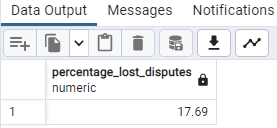 Data Output Messages Notifications
percentage_lost_disputes
numeric
1 17.69